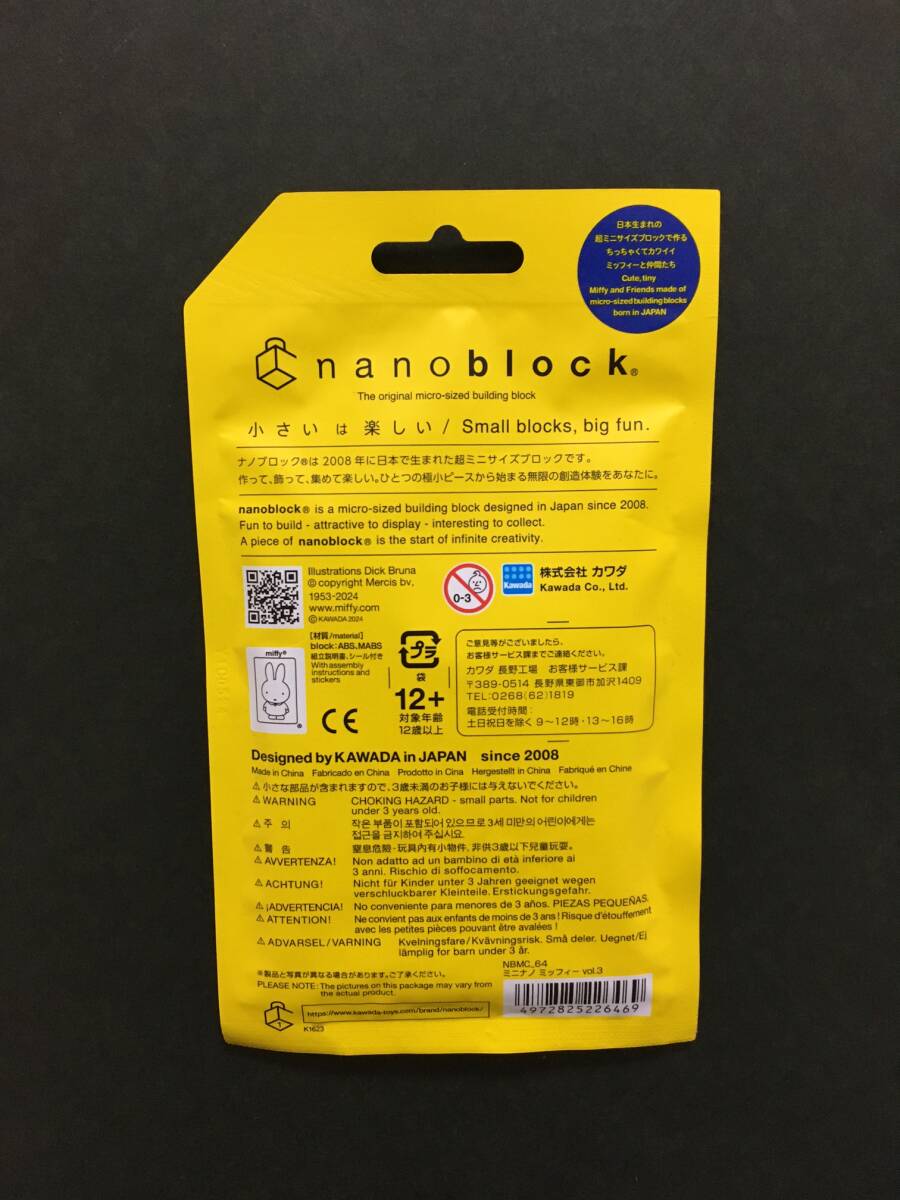 日本生まれの
超ミニサイズブロックで作る
ちっちゃくてカワイイ
ミッフィーと仲間たち
Cute, tiny
Miffy and Friends made of
micro-sized building blocks
born in JAPAN
nanoblock®
The original micro-sized building block
小さいは楽しい / Small blocks, big fun.
ナノブロック®は2008年に日本で生まれた超ミニサイズブロックです。
作って、飾って、集めて楽しい。ひとつの極小ピースから始まる無限の創造体験をあなたに。
nanoblock® is a micro-sized building block designed in Japan since 2008.
Fun to build - attractive to display - interesting to collect.
A piece of nanoblock® is the start of infinite creativity.
Illustrations Dick Bruna
© copyright Mercis bv,
1953-2024
www.miffy.com
© KAWADA 2024
0-3
Kawada
株式会社 カワダ
Kawada Co., Ltd.
miffy®
®
[材質/material]
block:ABS,MABS
組立説明書、シール付き
With assembly
instructions and
stickers
CE
プラ
袋
12+
対象年齢
12歳以上
ご意見等がございましたら、
お客様サービス課までご連絡ください。
カワダ 長野工場 お客様サービス課
〒389-0514 長野県東御市加沢1409
TEL:0268(62)1819
電話受付時間:
土日祝日を除く 9〜12時・13〜16時
Designed by KAWADA in JAPAN since 2008
Made in China Fabricado en China Prodotto in Cina Hergestellt in China Fabriqué en Chine
⚠小さな部品が含まれますので、3歳未満のお子様には与えないでください。
⚠WARNING CHOKING HAZARD - small parts. Not for children
under 3 years old.
⚠주 의 작은 부품이 포함되어 있으므로 3세 미만의 어린이에게는
접근을 금지하여 주십시요.
⚠警 告 窒息危險・玩具內有小物件，非供3歲以下兒童玩耍。
⚠AVVERTENZA! Non adatto ad un bambino di età inferiore ai
3 anni. Rischio di soffocamento.
⚠ACHTUNG! Nicht für Kinder unter 3 Jahren geeignet wegen
verschluckbarer Kleinteile. Erstickungsgefahr.
⚠¡ADVERTENCIA! No conveniente para menores de 3 años. PIEZAS PEQUEÑAS.
⚠ATTENTION! Ne convient pas aux enfants de moins de 3 ans ! Risque d'étouffement
avec les petites pièces pouvant être avalées !
⚠ADVARSEL/VARNING Kvelningsfare/Kvävningsrisk. Små deler. Uegnet/Ej
lämplig for barn under 3 år.
※製品と写真が異なる場合があります。ご了承ください。
PLEASE NOTE: The pictures on this package may vary from
the actual product.
NBMC_64
ミニナノ ミッフィー vol.3
4972825226469
1
https://www.kawada-toys.com/brand/nanoblock/
K1623